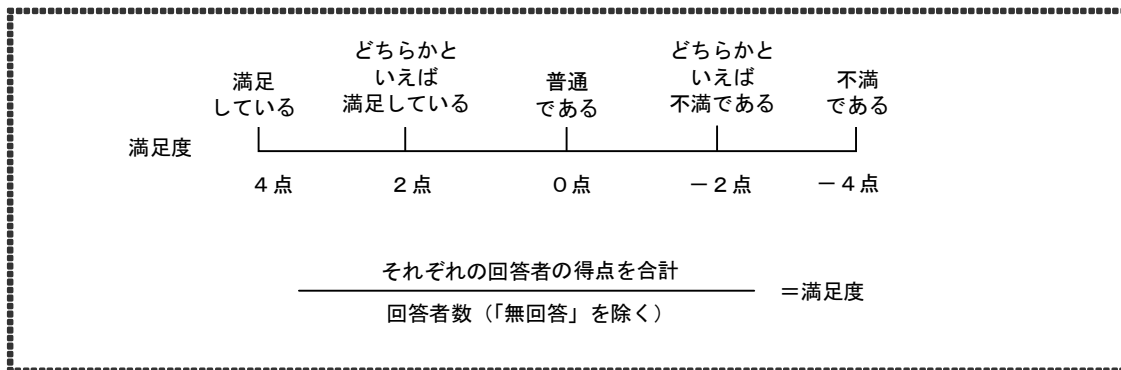 満足
している
どちらかと
いえば
満足している
普通
である
どちらかと
いえば
不満である
不満
である
満足度
４点
２点
０点
－２点
－４点
それぞれの回答者の得点を合計
回答者数（「無回答」を除く）
＝満足度